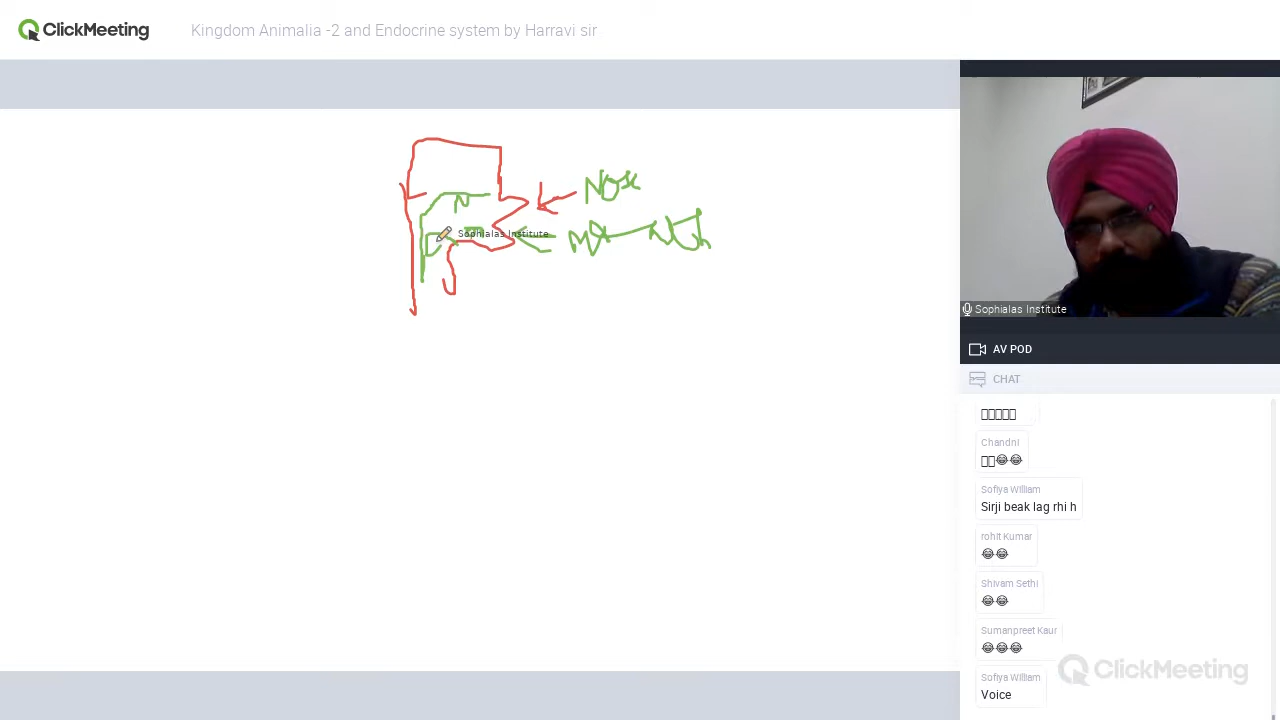 ClickMeeting
Kingdom Animalia -2 and Endocrine system by Harravi sir
Nose
N
Sophialas Institute
Sophialas Institute
AV POD
CHAT
Chandni
😂😂
Sofiya William
Sirji beak lag rhi h
rohit Kumar
😂😂
Shivam Sethi
😂😂
Sumanpreet Kaur
😂😂😂
Sofiya William
Voice
ClickMeeting